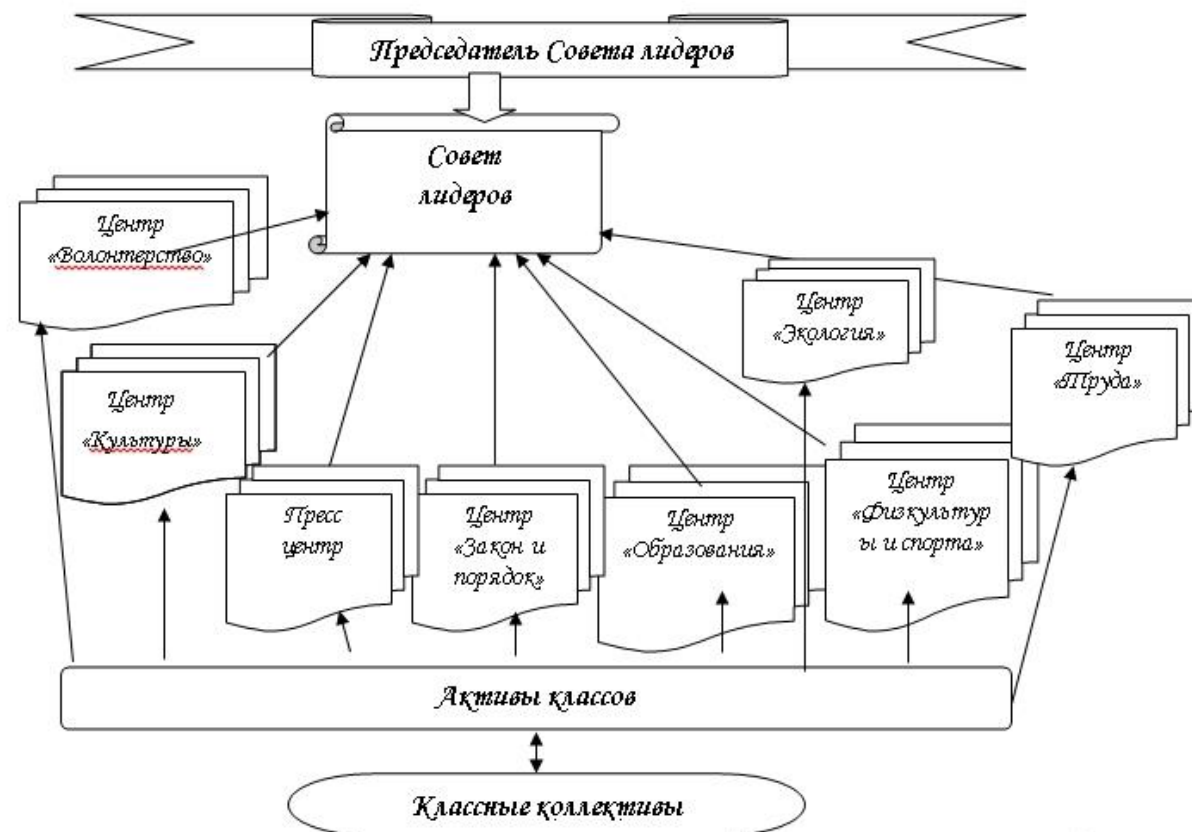 Председатель Совета лидеров
Совет
лидеров
Центр
«Волонтерство»
Центр
«Экология»
Центр
«Труда»
Центр
«Культуры»
Пресс
центр
Центр
«Закон и
порядок»
Центр
«Образования»
Центр
«Физкультур
ы и спорта»
Активы классов
Классные коллективы